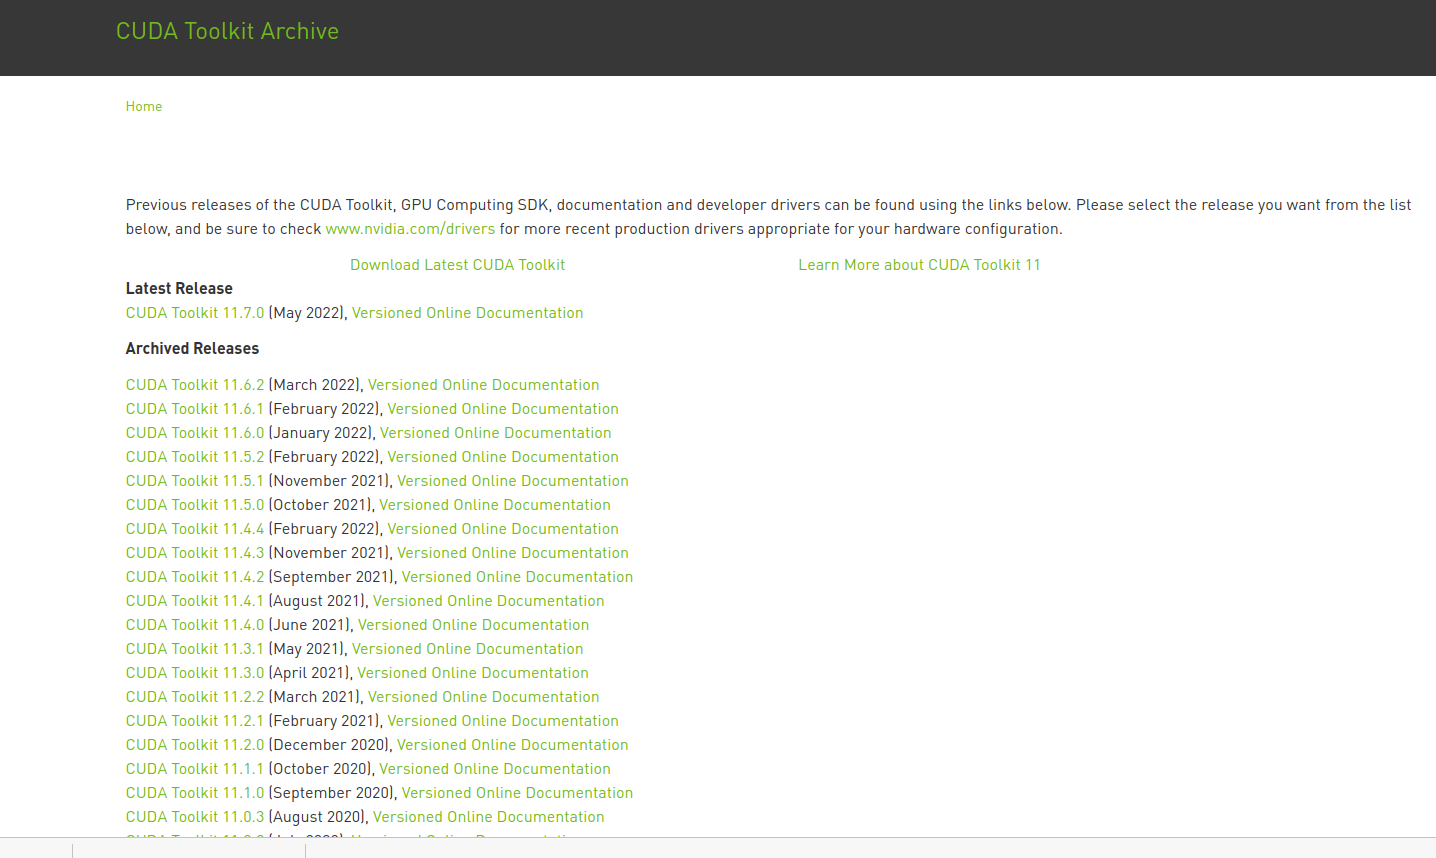 CUDA Toolkit Archive
Home
Previous releases of the CUDA Toolkit, GPU Computing SDK, documentation and developer drivers can be found using the links below. Please select the release you want from the list
below, and be sure to check www.nvidia.com/drivers for more recent production drivers appropriate for your hardware configuration.
Download Latest CUDA Toolkit Learn More about CUDA Toolkit 11
Latest Release
CUDA Toolkit 11.7.0 (May 2022), Versioned Online Documentation
Archived Releases
CUDA Toolkit 11.6.2 (March 2022), Versioned Online Documentation
CUDA Toolkit 11.6.1 (February 2022), Versioned Online Documentation
CUDA Toolkit 11.6.0 (January 2022), Versioned Online Documentation
CUDA Toolkit 11.5.2 (February 2022), Versioned Online Documentation
CUDA Toolkit 11.5.1 (November 2021), Versioned Online Documentation
CUDA Toolkit 11.5.0 (October 2021), Versioned Online Documentation
CUDA Toolkit 11.4.4 (February 2022), Versioned Online Documentation
CUDA Toolkit 11.4.3 (November 2021), Versioned Online Documentation
CUDA Toolkit 11.4.2 (September 2021), Versioned Online Documentation
CUDA Toolkit 11.4.1 (August 2021), Versioned Online Documentation
CUDA Toolkit 11.4.0 (June 2021), Versioned Online Documentation
CUDA Toolkit 11.3.1 (May 2021), Versioned Online Documentation
CUDA Toolkit 11.3.0 (April 2021), Versioned Online Documentation
CUDA Toolkit 11.2.2 (March 2021), Versioned Online Documentation
CUDA Toolkit 11.2.1 (February 2021), Versioned Online Documentation
CUDA Toolkit 11.2.0 (December 2020), Versioned Online Documentation
CUDA Toolkit 11.1.1 (October 2020), Versioned Online Documentation
CUDA Toolkit 11.1.0 (September 2020), Versioned Online Documentation
CUDA Toolkit 11.0.3 (August 2020), Versioned Online Documentation